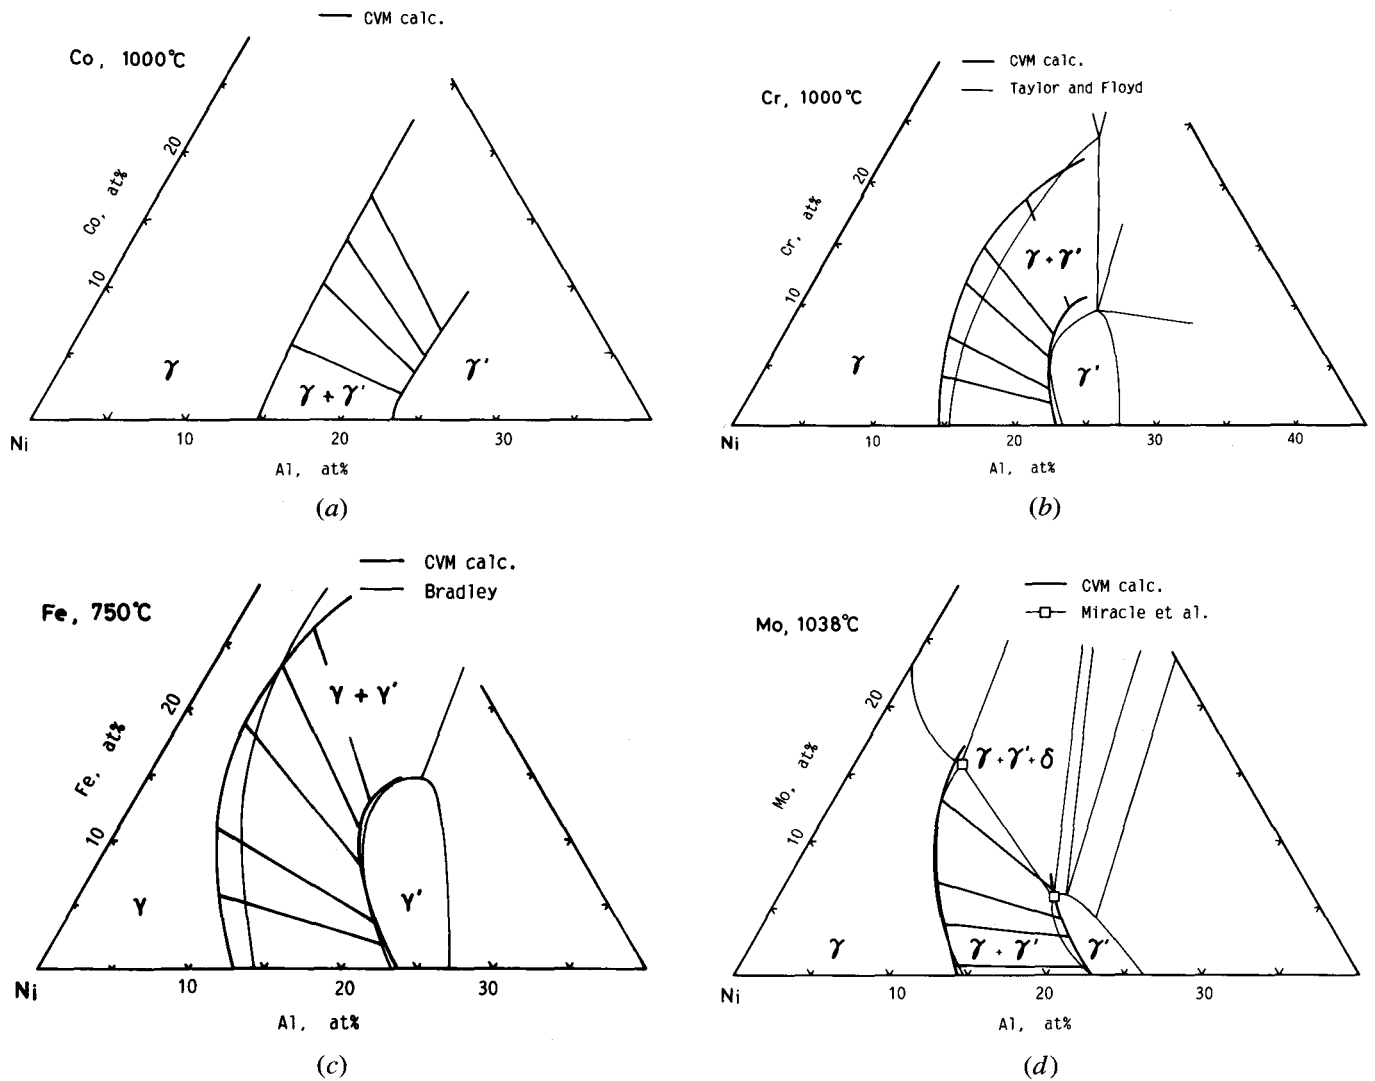 CVM calc.
Co, 1000℃
20
Co, at%
10
γ
γ + γ'
γ'
Ni
10
20
30
Al, at%
(a)
CVM calc.
Taylor and Floyd
Cr, 1000℃
20
Cr, at%
10
γ
γ + γ'
γ'
Ni
10
20
30
40
Al, at%
(b)
CVM calc.
Bradley
Fe, 750℃
20
Fe, at%
10
γ
γ + γ'
γ'
Ni
10
20
30
Al, at%
(c)
CVM calc.
Miracle et al.
Mo, 1038℃
20
Mo, at%
10
γ + γ' + δ
γ
γ + γ'
γ'
Ni
10
20
30
Al, at%
(d)